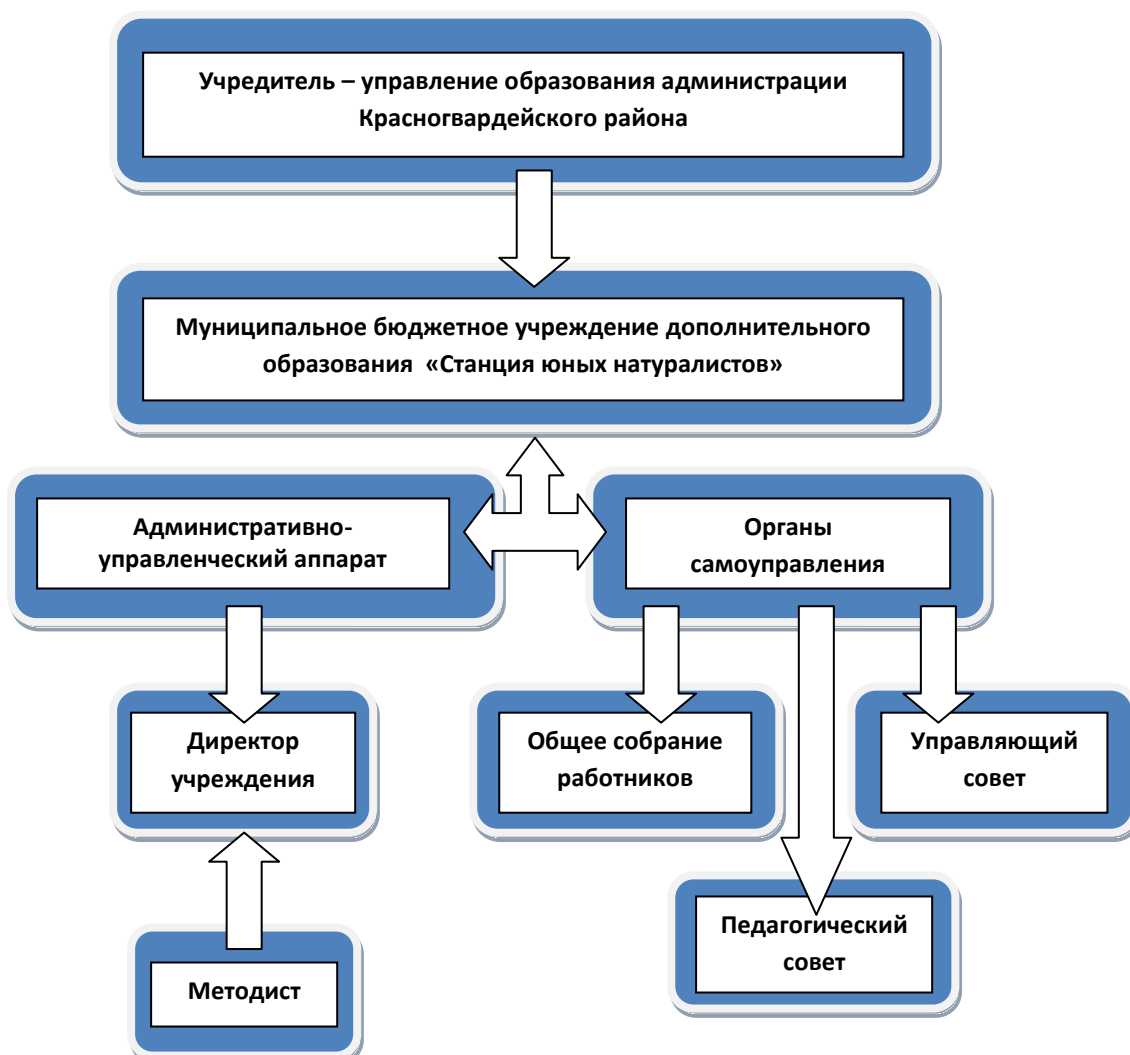 Учредитель – управление образования администрации
Красногвардейского района
Муниципальное бюджетное учреждение дополнительного
образования «Станция юных натуралистов»
Административно-
управленческий аппарат
Органы
самоуправления
Директор
учреждения
Общее собрание
работников
Управляющий
совет
Педагогический
совет
Методист